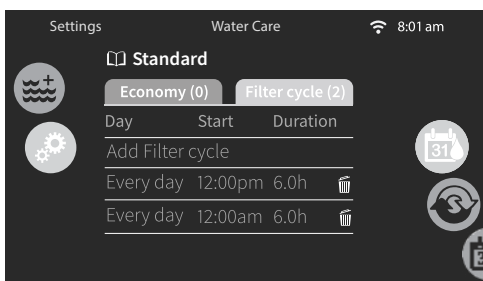 Settings Water Care 8:01 am
Standard
Economy (0) Filter cycle (2)
Day Start Duration
Add Filter cycle
Every day 12:00pm 6.0h
Every day 12:00am 6.0h
31
S